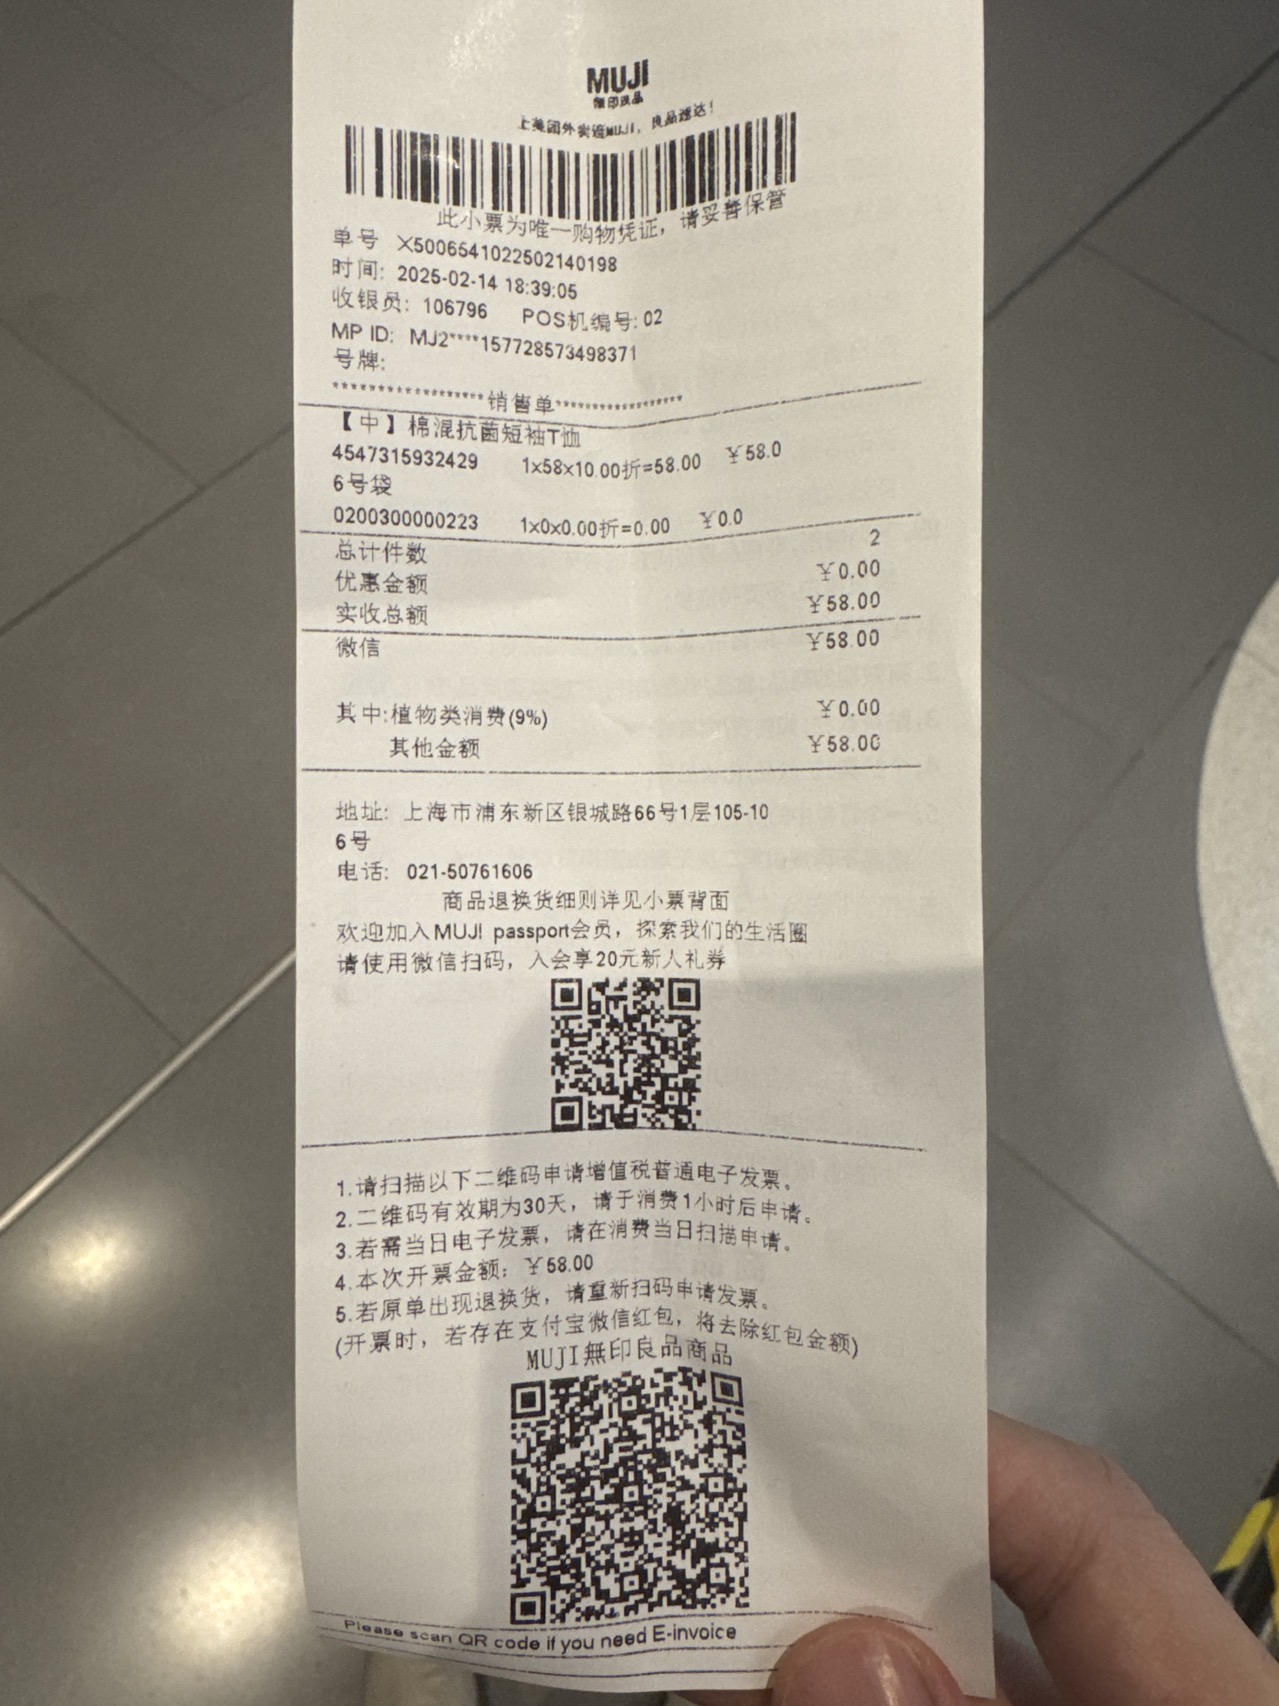 MUJI
無印良品
上美团外卖逛MUJI，良品速达！
此小票为唯一购物凭证，请妥善保管
单号 X5006541022502140198
时间: 2025-02-14 18:39:05
收银员: 106796 POS机编号: 02
MP ID: MJ2****157728573498371
号牌:
******************销售单******************
【中】棉混抗菌短袖T恤
4547315932429 1x58x10.00折=58.00 ￥58.0
6号袋
0200300000223 1x0x0.00折=0.00 ￥0.0
总计件数 2
优惠金额 ￥0.00
实收总额 ￥58.00
微信 ￥58.00
其中:植物类消费(9%) ￥0.00
其他金额 ￥58.00
地址: 上海市浦东新区银城路66号1层105-10
6号
电话: 021-50761606
商品退换货细则详见小票背面
欢迎加入MUJI passport会员，探索我们的生活圈
请使用微信扫码，入会享20元新人礼券
1.请扫描以下二维码申请增值税普通电子发票。
2.二维码有效期为30天，请于消费1小时后申请。
3.若需当日电子发票，请在消费当日扫描申请。
4.本次开票金额: ￥58.00
5.若原单出现退换货，请重新扫码申请发票。
(开票时，若存在支付宝微信红包，将去除红包金额)
MUJI無印良品商品
Please scan QR code if you need E-invoice